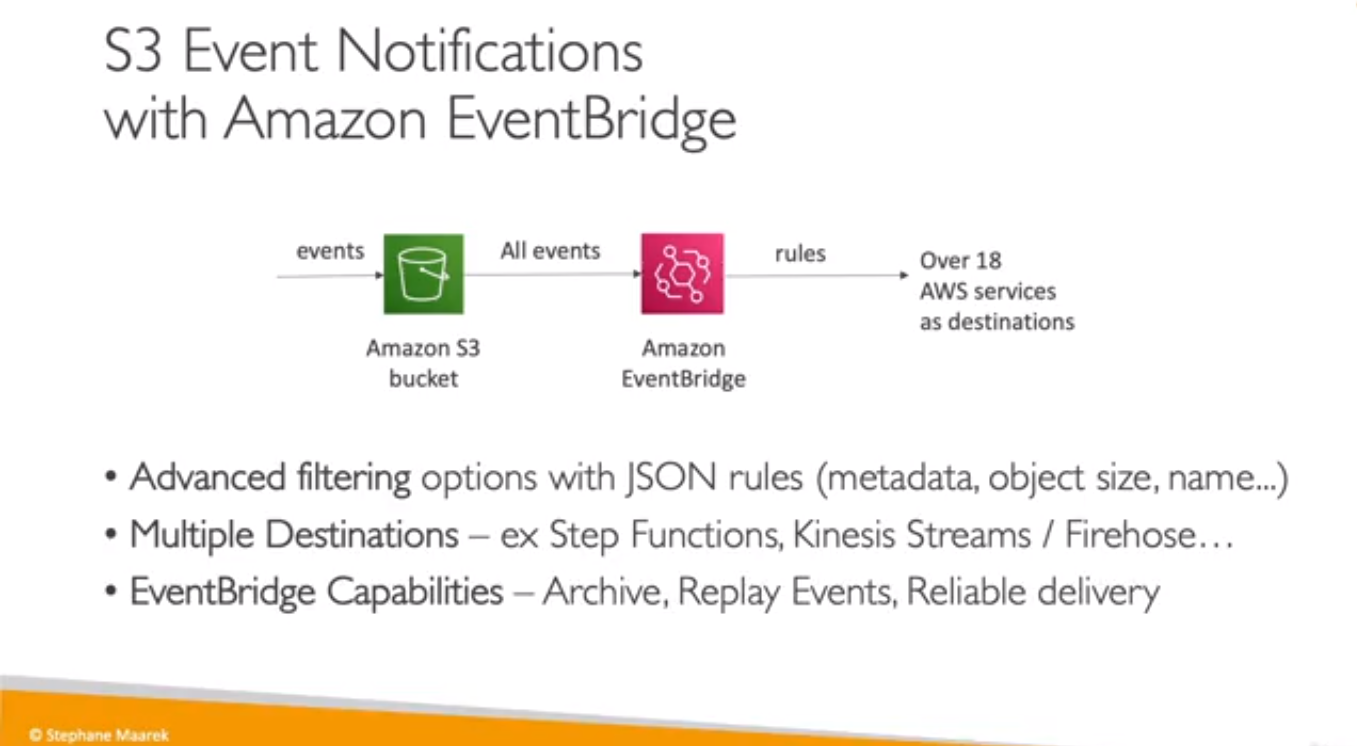 S3 Event Notifications
with Amazon EventBridge
events
All events
rules
Over 18
AWS services
as destinations
Amazon S3
bucket
Amazon
EventBridge
• Advanced filtering options with JSON rules (metadata, object size, name...)
• Multiple Destinations – ex Step Functions, Kinesis Streams / Firehose…
• EventBridge Capabilities – Archive, Replay Events, Reliable delivery
© Stephane Maarek